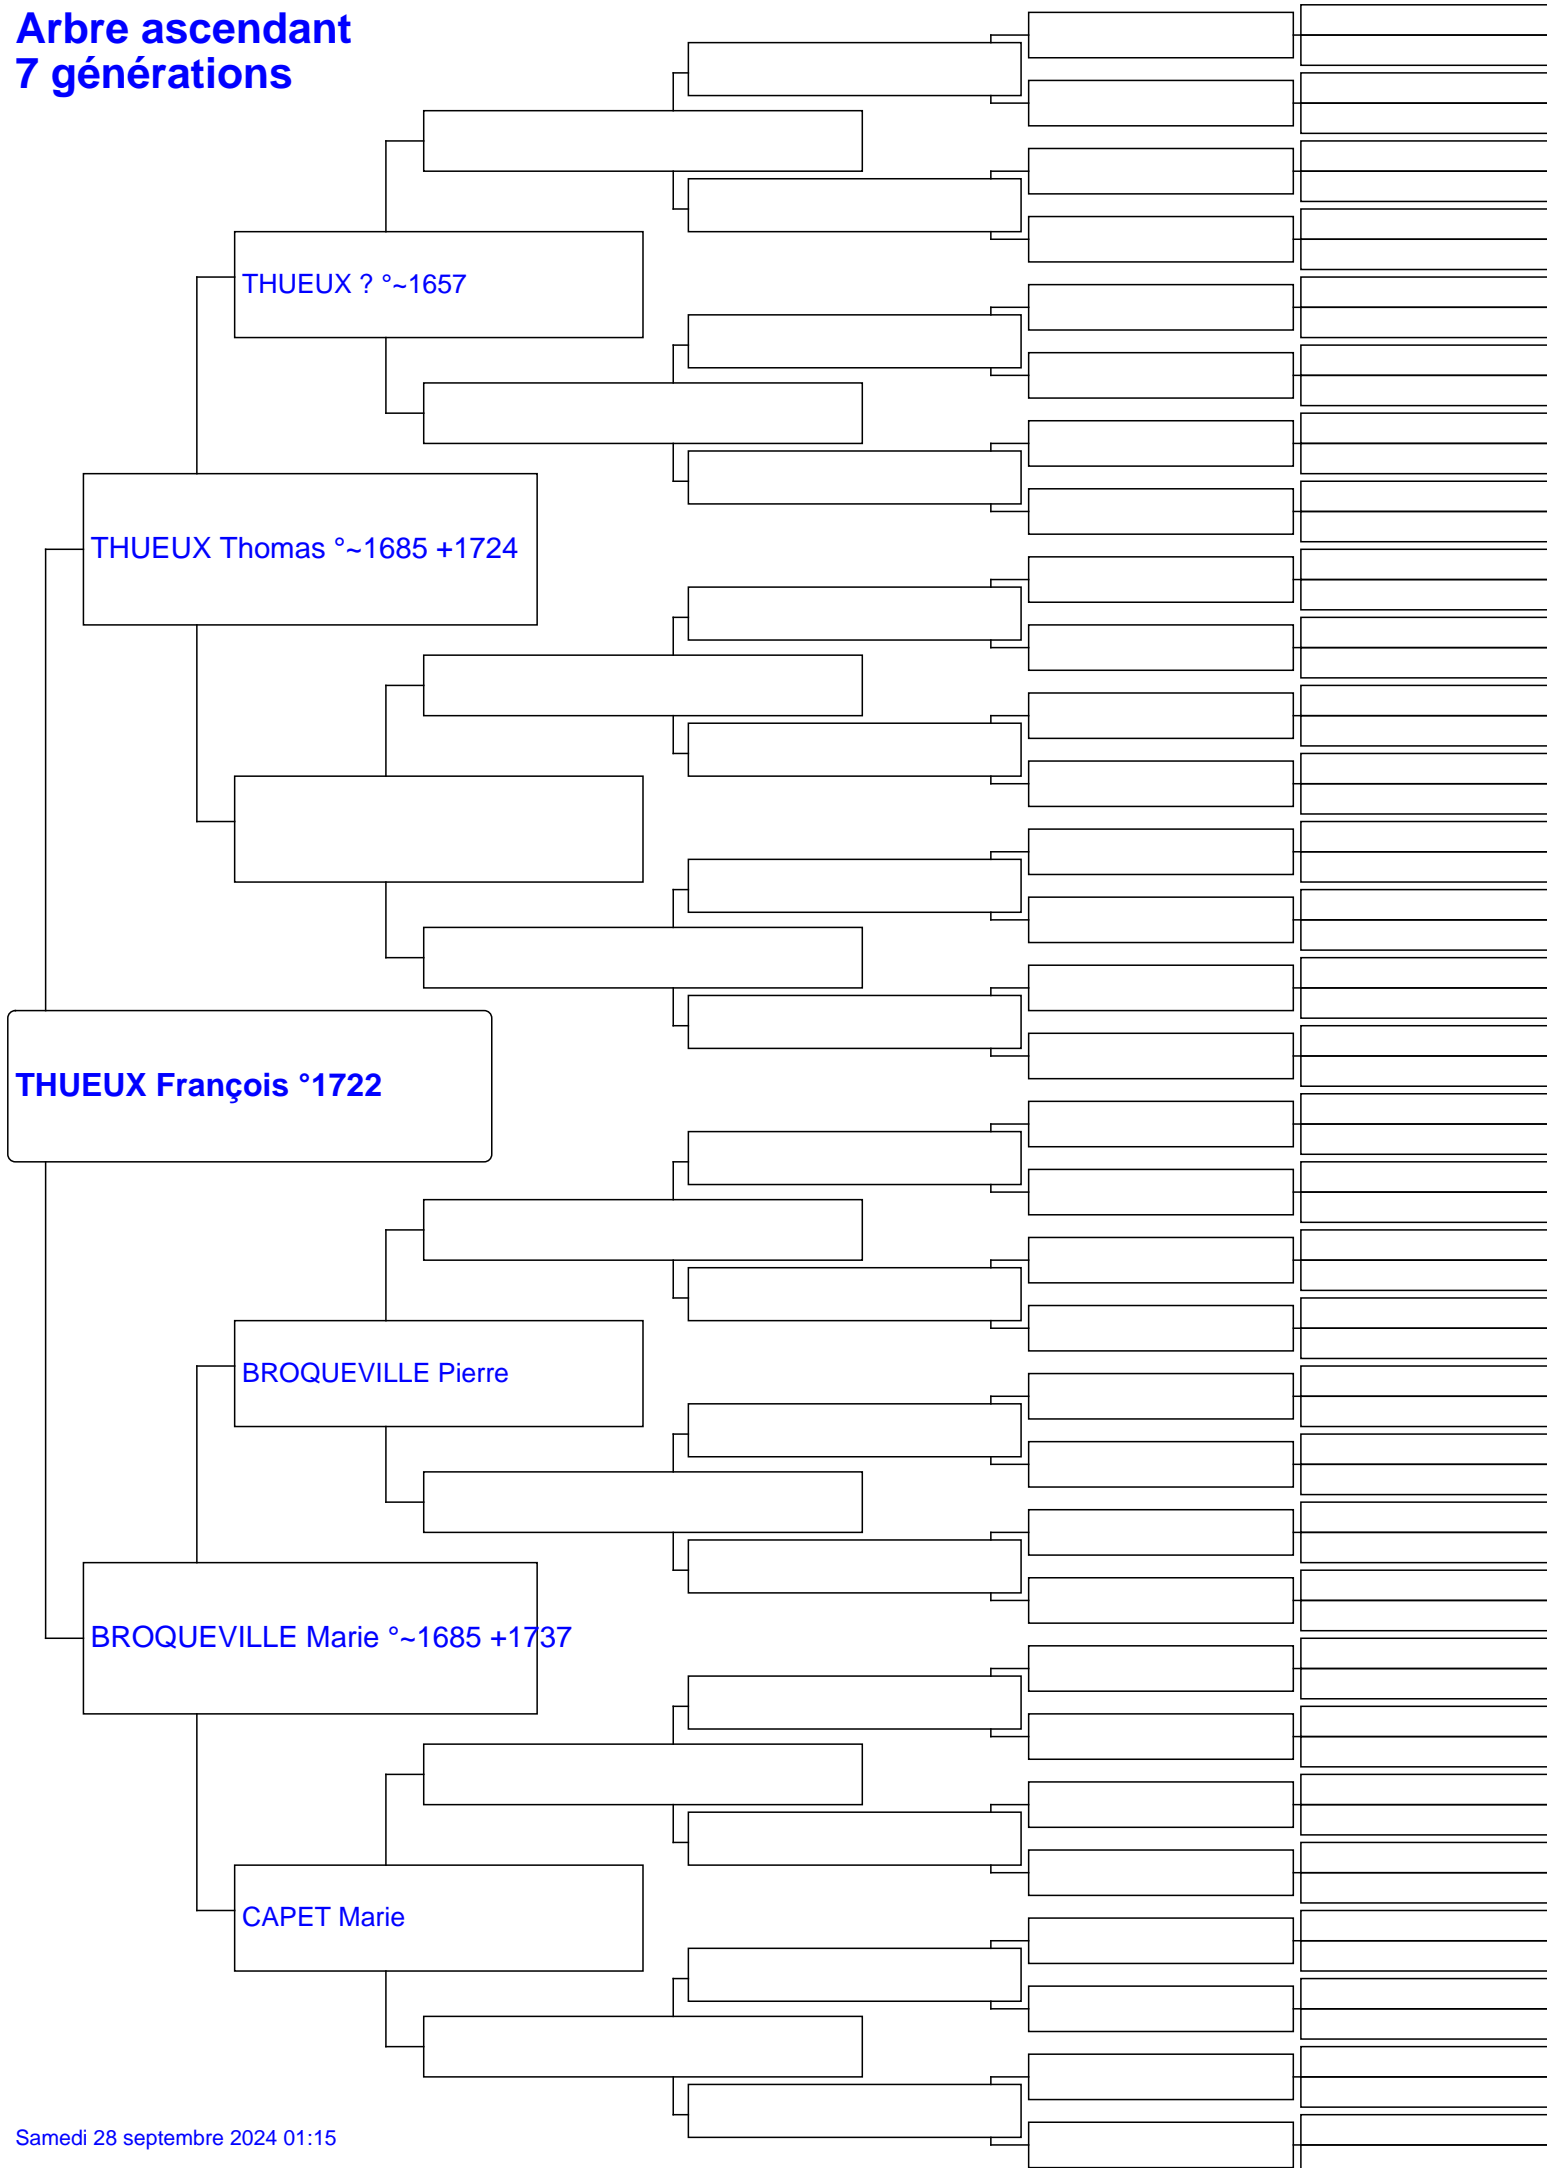 Arbre ascendant
7 générations
THUEUX ? °~1657
THUEUX Thomas °~1685 +1724
THUEUX François °1722
BROQUEVILLE Pierre
BROQUEVILLE Marie °~1685 +1737
CAPET Marie
Samedi 28 septembre 2024 01:15